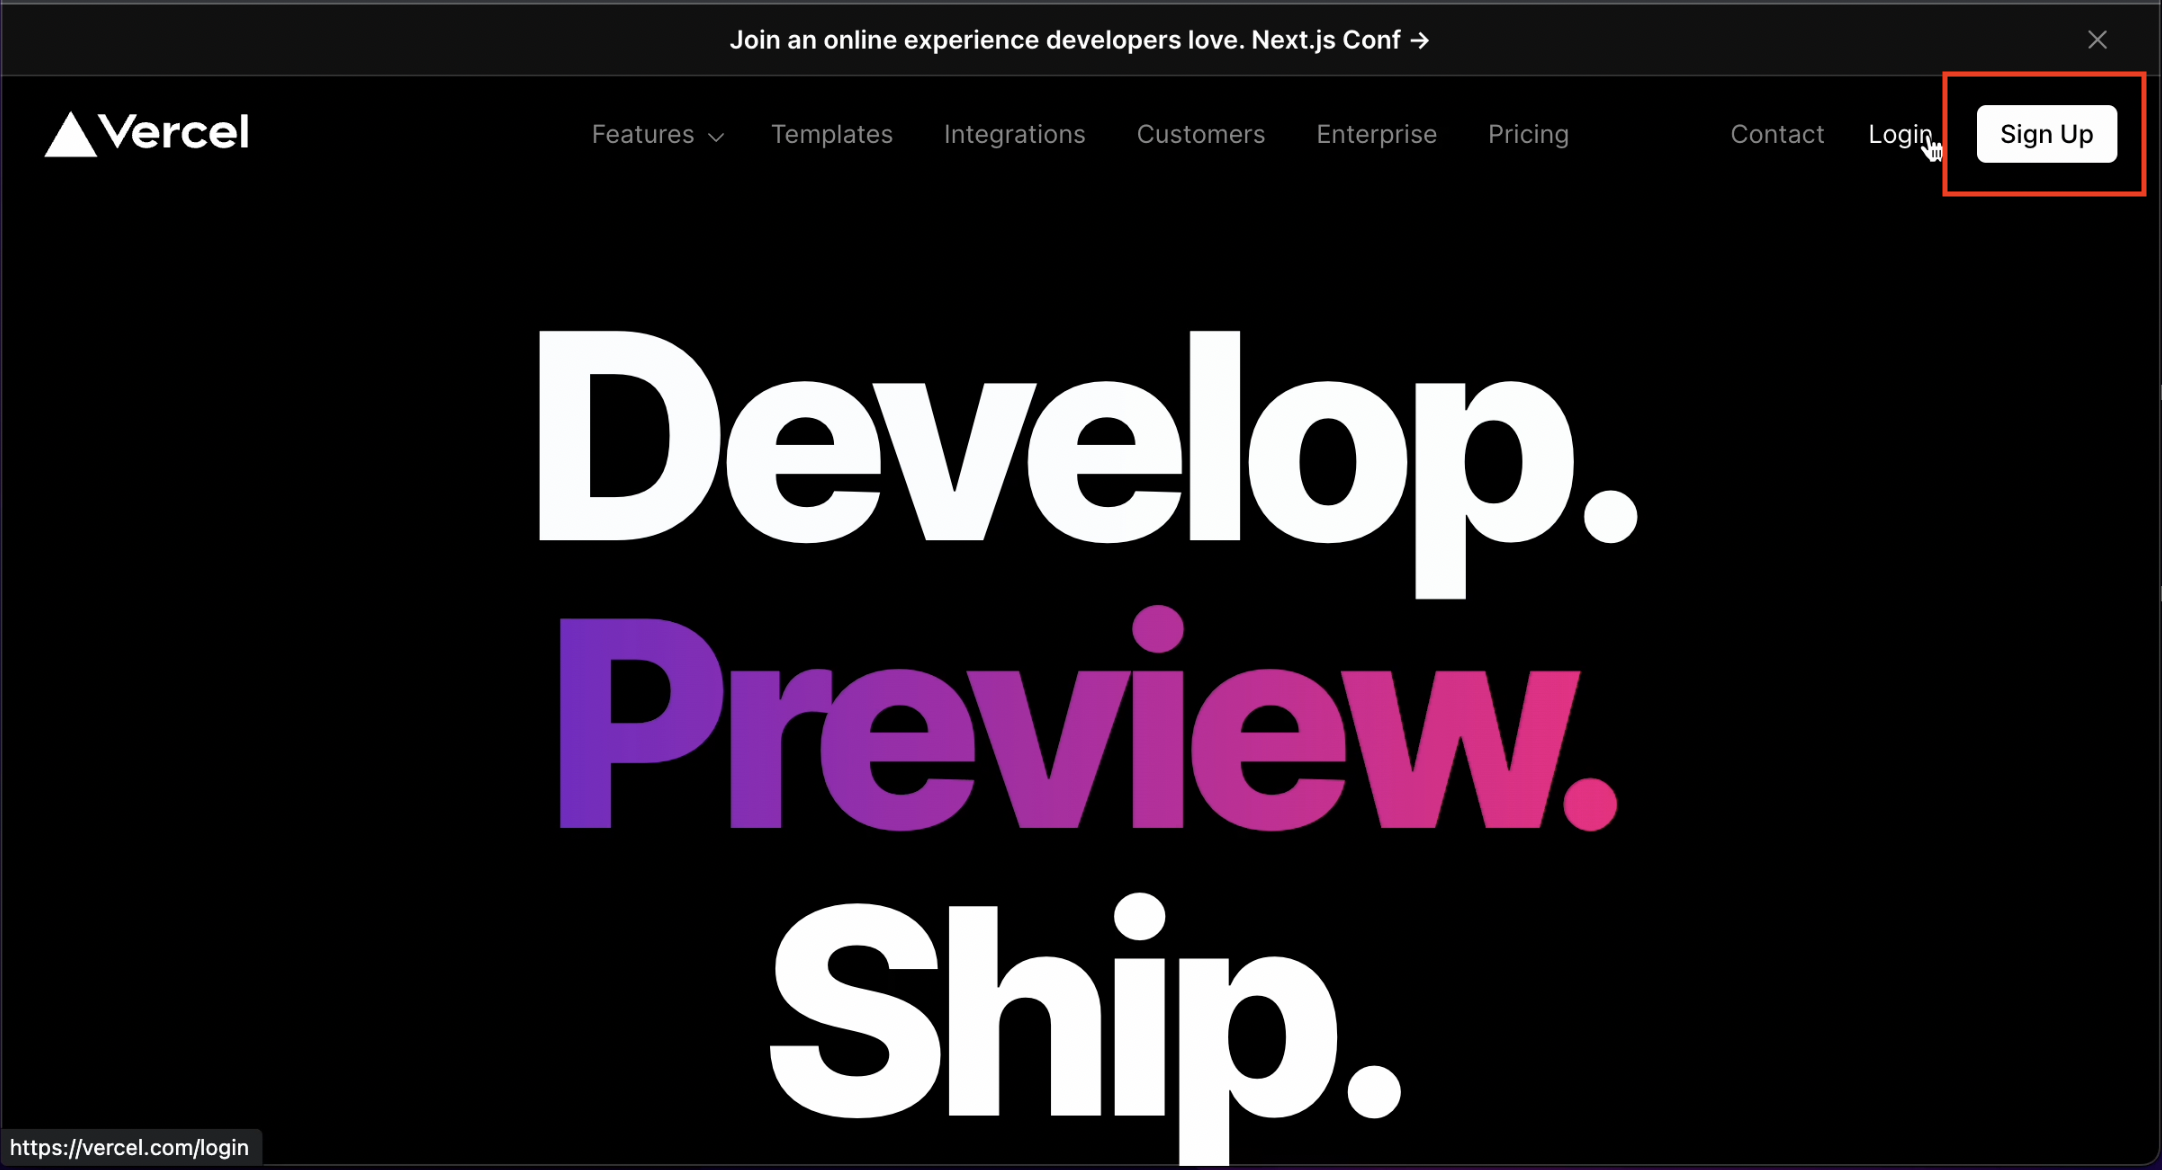 Join an online experience developers love. Next.js Conf →
Vercel Features Templates Integrations Customers Enterprise Pricing Contact Login Sign Up
Develop.
Preview.
Ship.
https://vercel.com/login